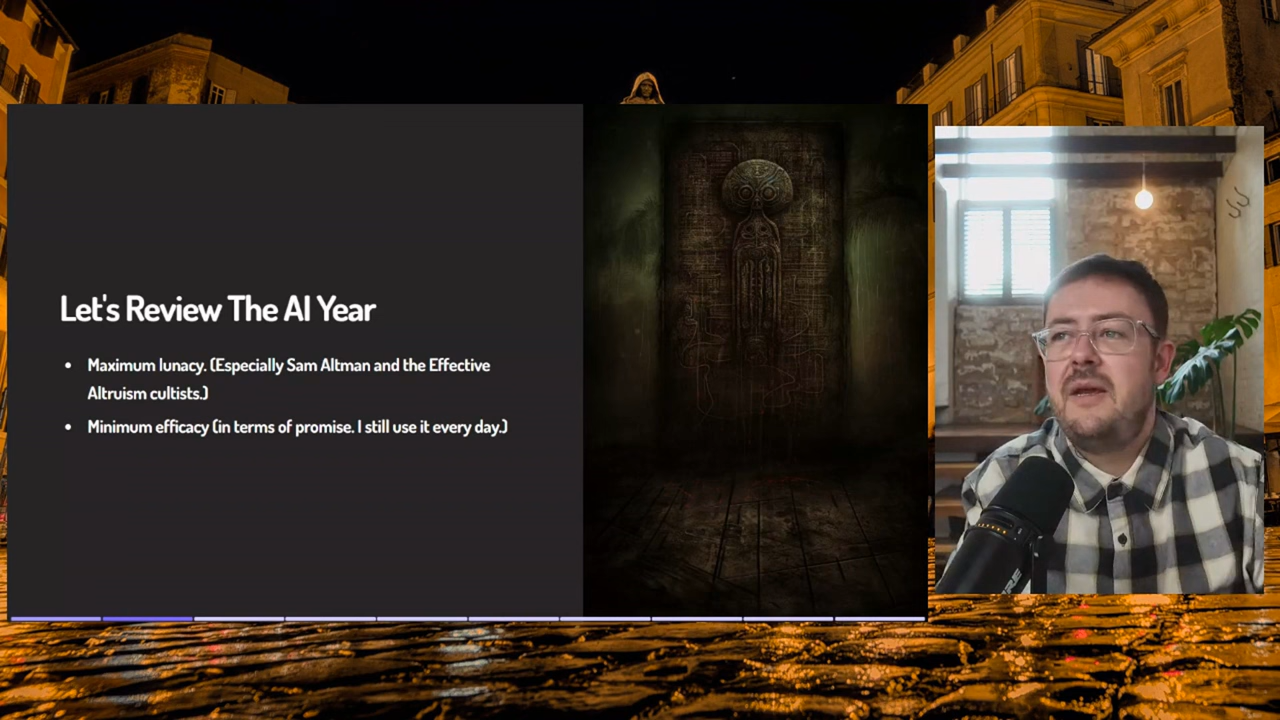 Let's Review The AI Year
• Maximum lunacy. (Especially Sam Altman and the Effective
Altruism cultists.)
• Minimum efficacy (in terms of promise. I still use it every day.)